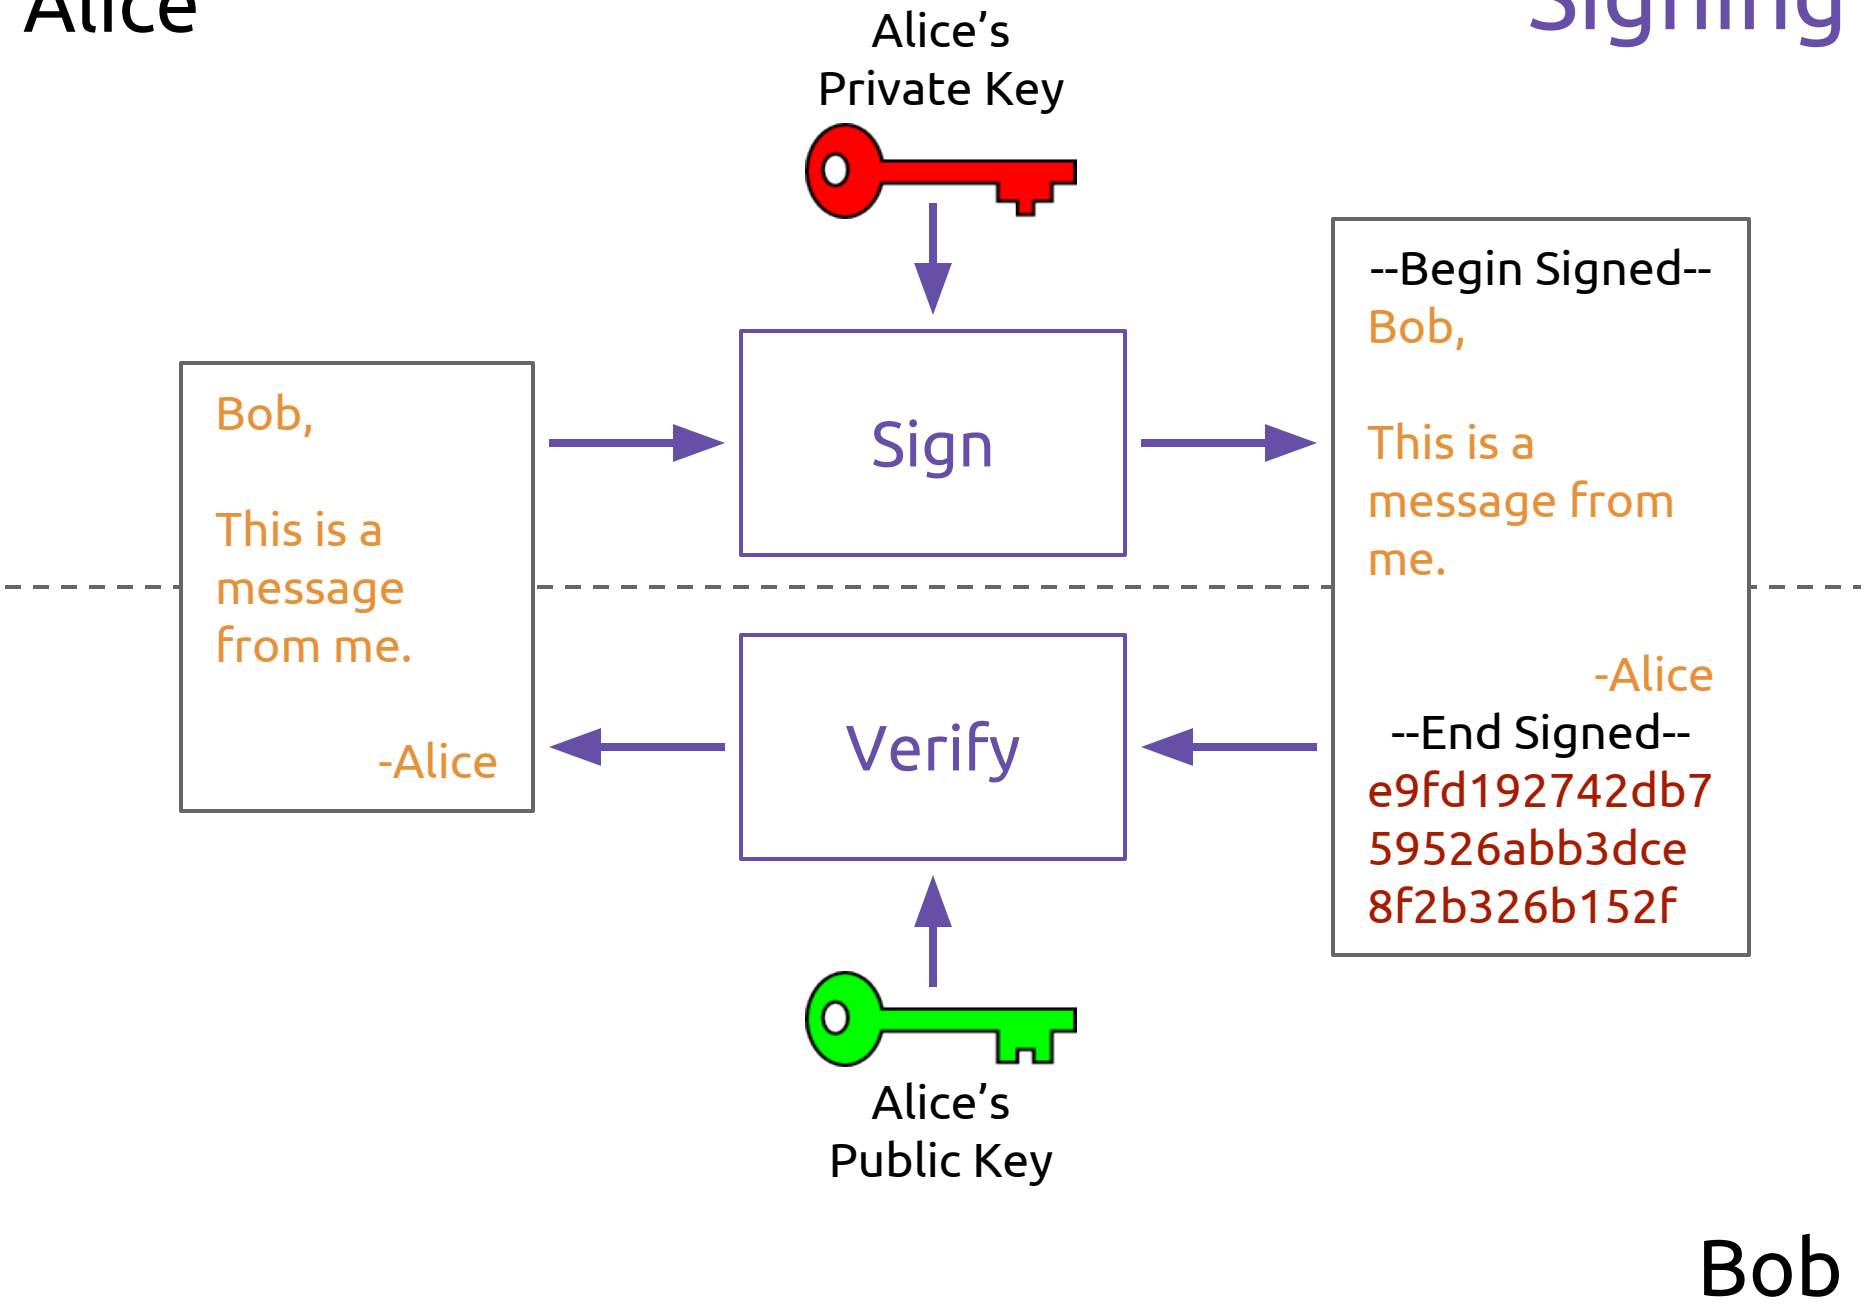 Alice
Signing
Alice’s
Private Key
Bob,
This is a
message
from me.
-Alice
Sign
Verify
--Begin Signed--
Bob,
This is a
message from
me.
-Alice
--End Signed--
e9fd192742db7
59526abb3dce
8f2b326b152f
Alice’s
Public Key
Bob